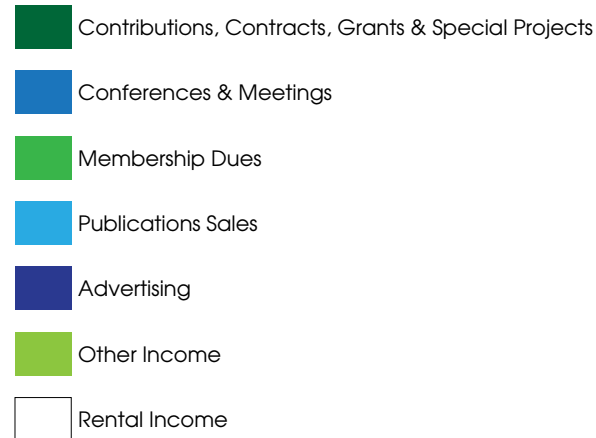 Contributions, Contracts, Grants & Special Projects
Conferences & Meetings
Membership Dues
Publications Sales
Advertising
Other Income
Rental Income